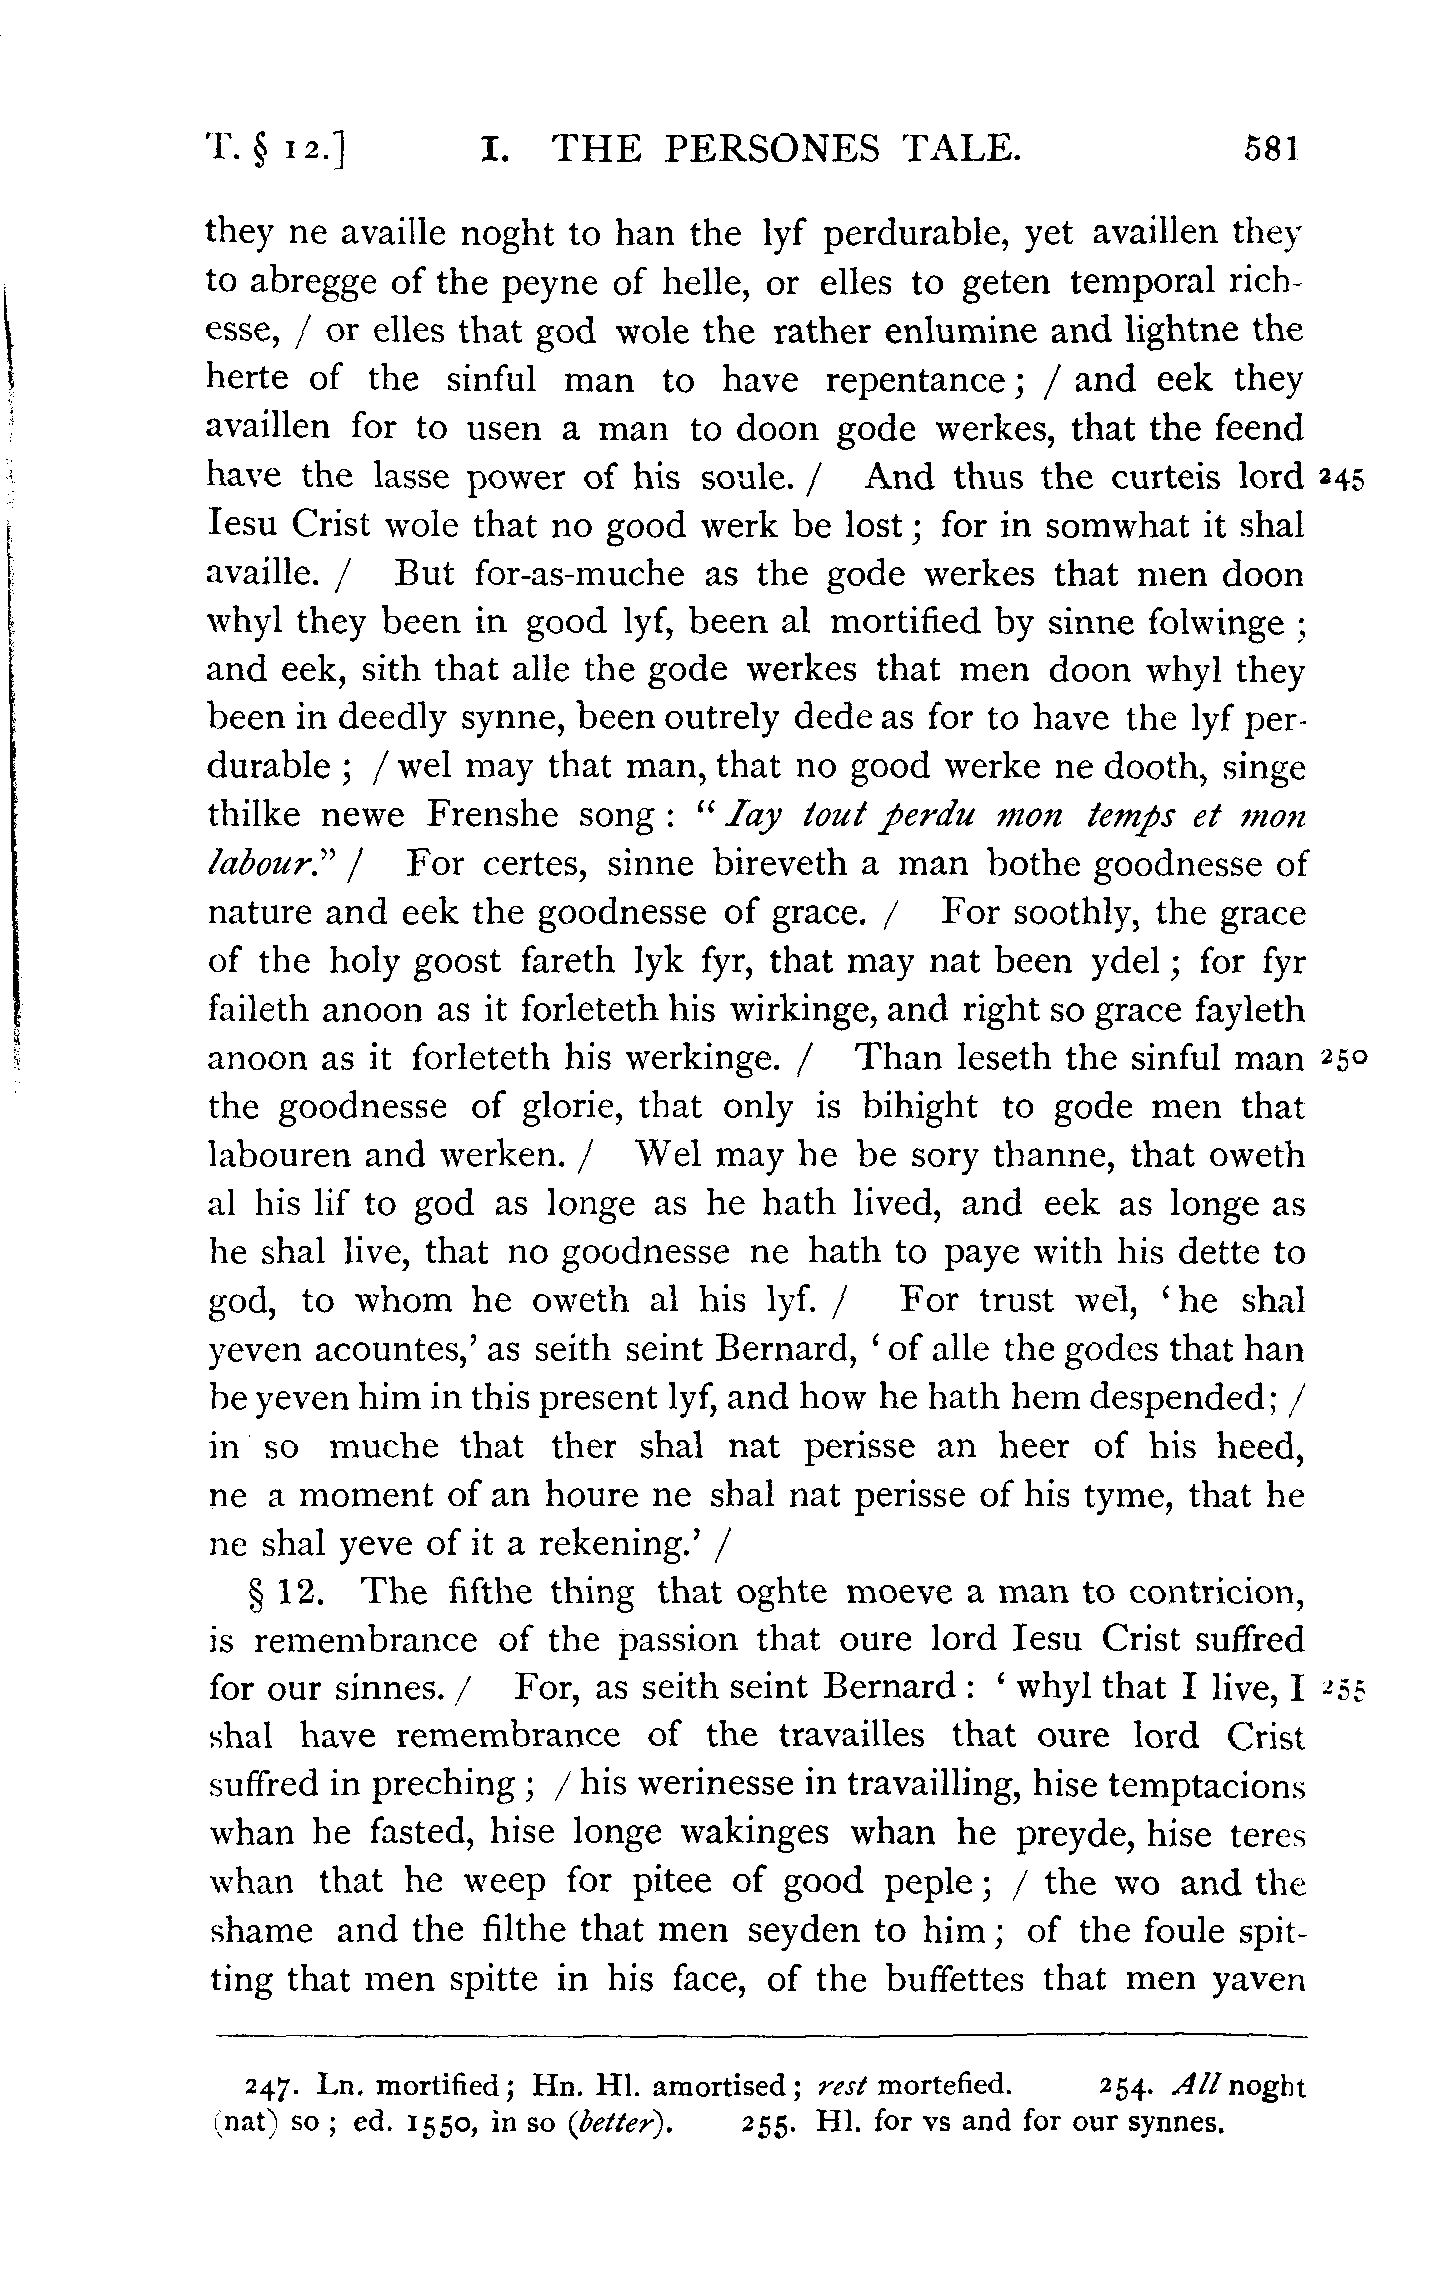 T. § 12.] I. THE PERSONES TALE. 581
they ne availle noght to han the lyf perdurable, yet availlen they
to abregge of the peyne of helle, or elles to geten temporal rich-
esse, / or elles that god wole the rather enlumine and lightne the
herte of the sinful man to have repentance ; / and eek they
availlen for to usen a man to doon gode werkes, that the feend
have the lasse power of his soule. / And thus the curteis lord 245
Iesu Crist wole that no good werk be lost ; for in somwhat it shal
availle. / But for-as-muche as the gode werkes that men doon
whyl they been in good lyf, been al mortified by sinne folwinge ;
and eek, sith that alle the gode werkes that men doon whyl they
been in deedly synne, been outrely dede as for to have the lyf per-
durable ; / wel may that man, that no good werke ne dooth, singe
thilke newe Frenshe song : “ Iay tout perdu mon temps et mon
labour.” / For certes, sinne bireveth a man bothe goodnesse of
nature and eek the goodnesse of grace. / For soothly, the grace
of the holy goost fareth lyk fyr, that may nat been ydel ; for fyr
faileth anoon as it forleteth his wirkinge, and right so grace fayleth
anoon as it forleteth his werkinge. / Than leseth the sinful man 250
the goodnesse of glorie, that only is bihight to gode men that
labouren and werken. / Wel may he be sory thanne, that oweth
al his lif to god as longe as he hath lived, and eek as longe as
he shal live, that no goodnesse ne hath to paye with his dette to
god, to whom he oweth al his lyf. / For trust wel, ‘ he shal
yeven acountes,’ as seith seint Bernard, ‘ of alle the godes that han
be yeven him in this present lyf, and how he hath hem despended; /
in so muche that ther shal nat perisse an heer of his heed,
ne a moment of an houre ne shal nat perisse of his tyme, that he
ne shal yeve of it a rekening.’ /
§ 12. The fifthe thing that oghte moeve a man to contricion,
is remembrance of the passion that oure lord Iesu Crist suffred
for our sinnes. / For, as seith seint Bernard : ‘ whyl that I live, I 255
shal have remembrance of the travailles that oure lord Crist
suffred in preching ; / his werinesse in travailling, hise temptacions
whan he fasted, hise longe wakinges whan he preyde, hise teres
whan that he weep for pitee of good peple ; / the wo and the
shame and the filthe that men seyden to him ; of the foule spit-
ting that men spitte in his face, of the buffettes that men yaven
247. Ln. mortified ; Hn. Hl. amortised ; rest mortefied. 254. All noght
(nat) so ; ed. 1550, in so (better). 255. Hl. for vs and for our synnes.